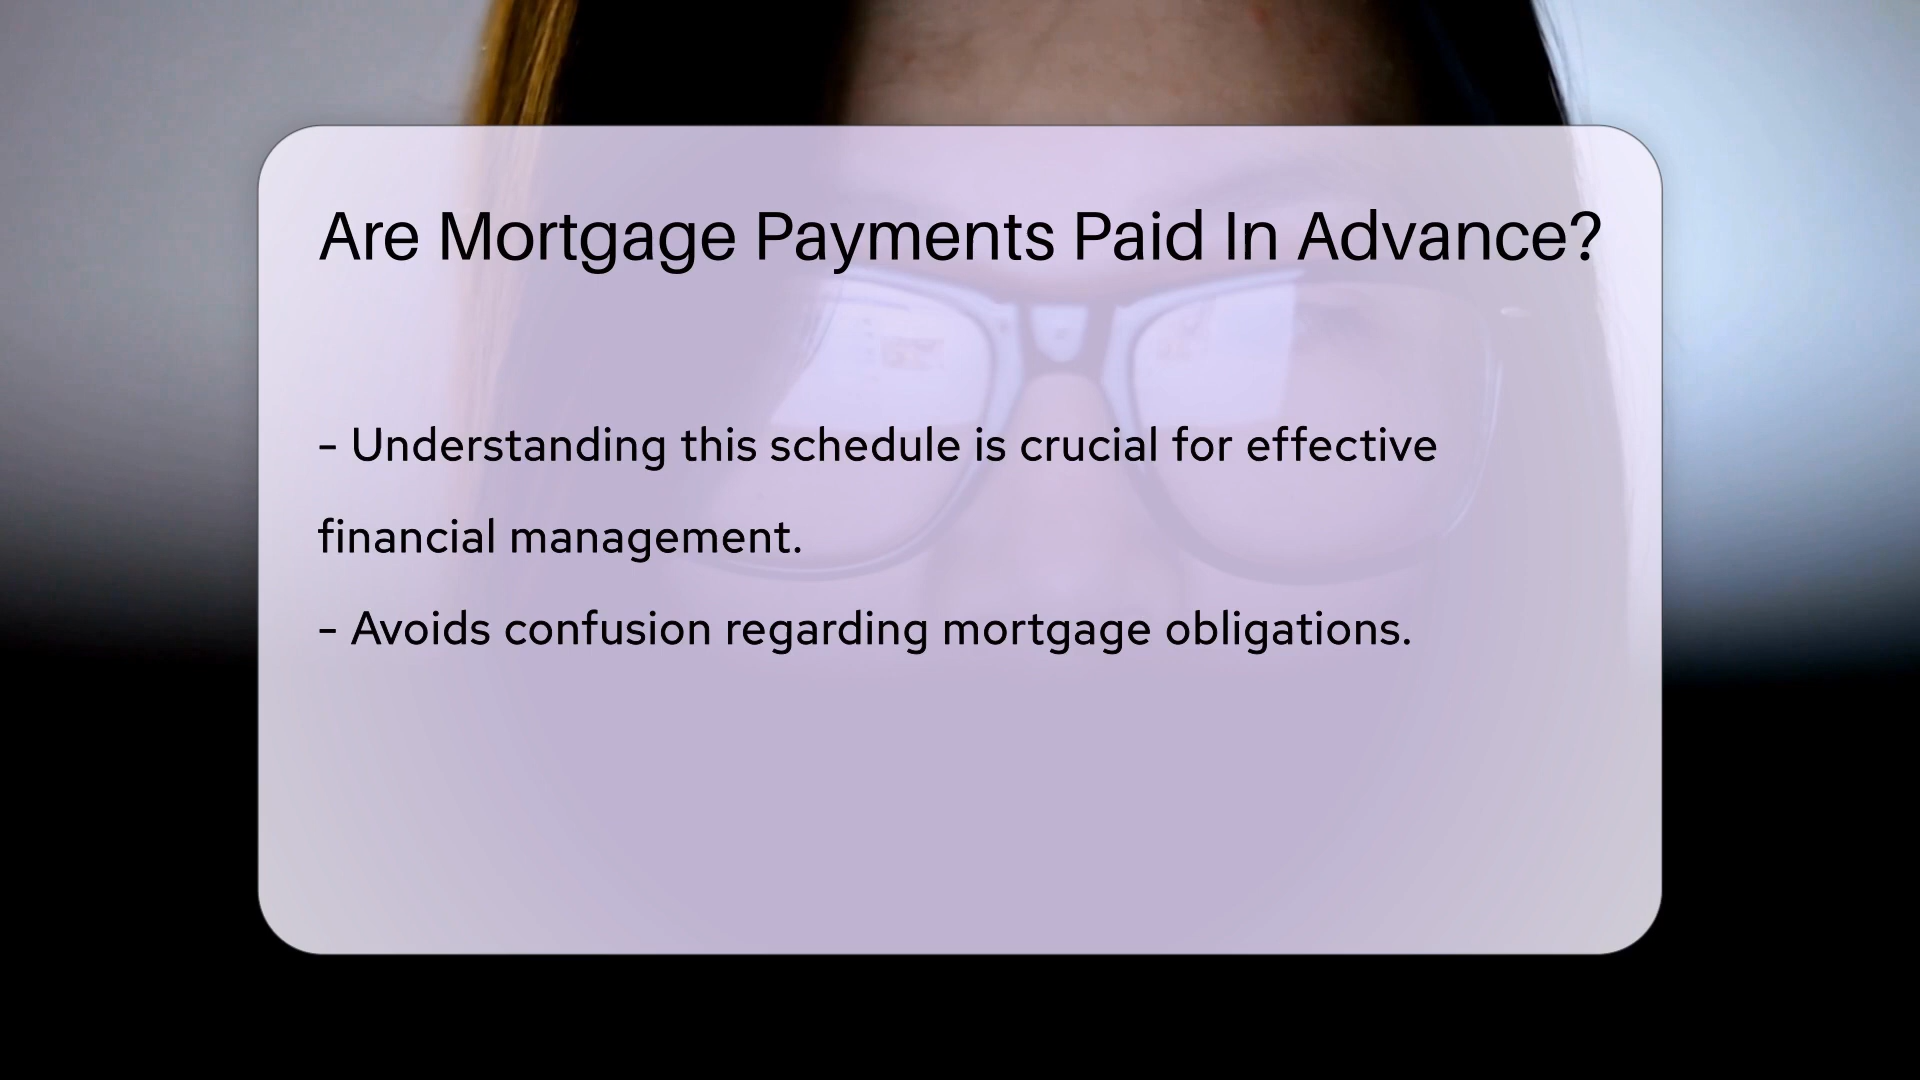 Are Mortgage Payments Paid In Advance?
- Understanding this schedule is crucial for effective
financial management.
- Avoids confusion regarding mortgage obligations.